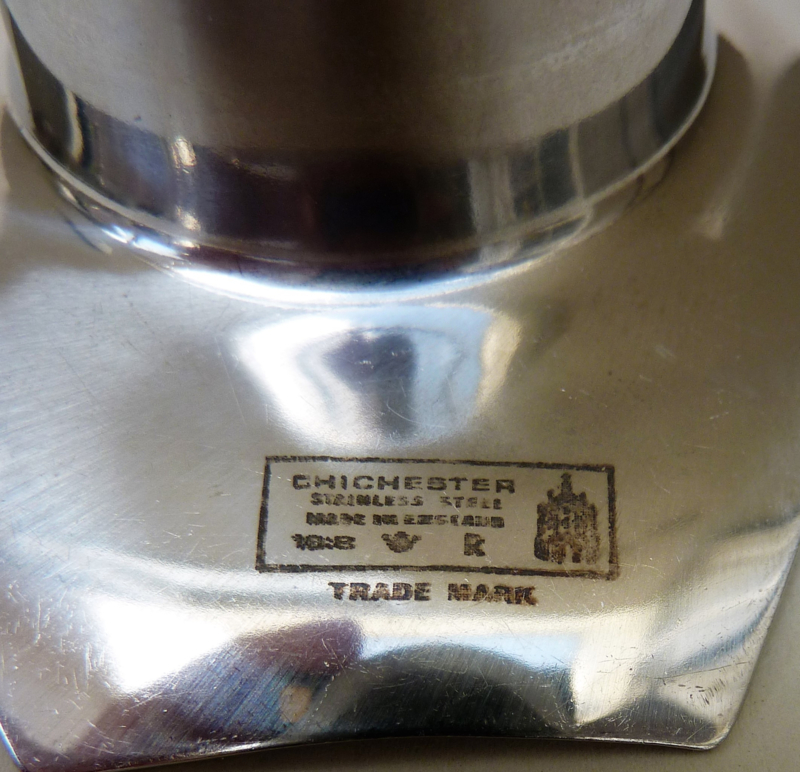 CHICHESTER
STAINLESS STEEL
MADE IN ENGLAND
18:8 R
TRADE MARK